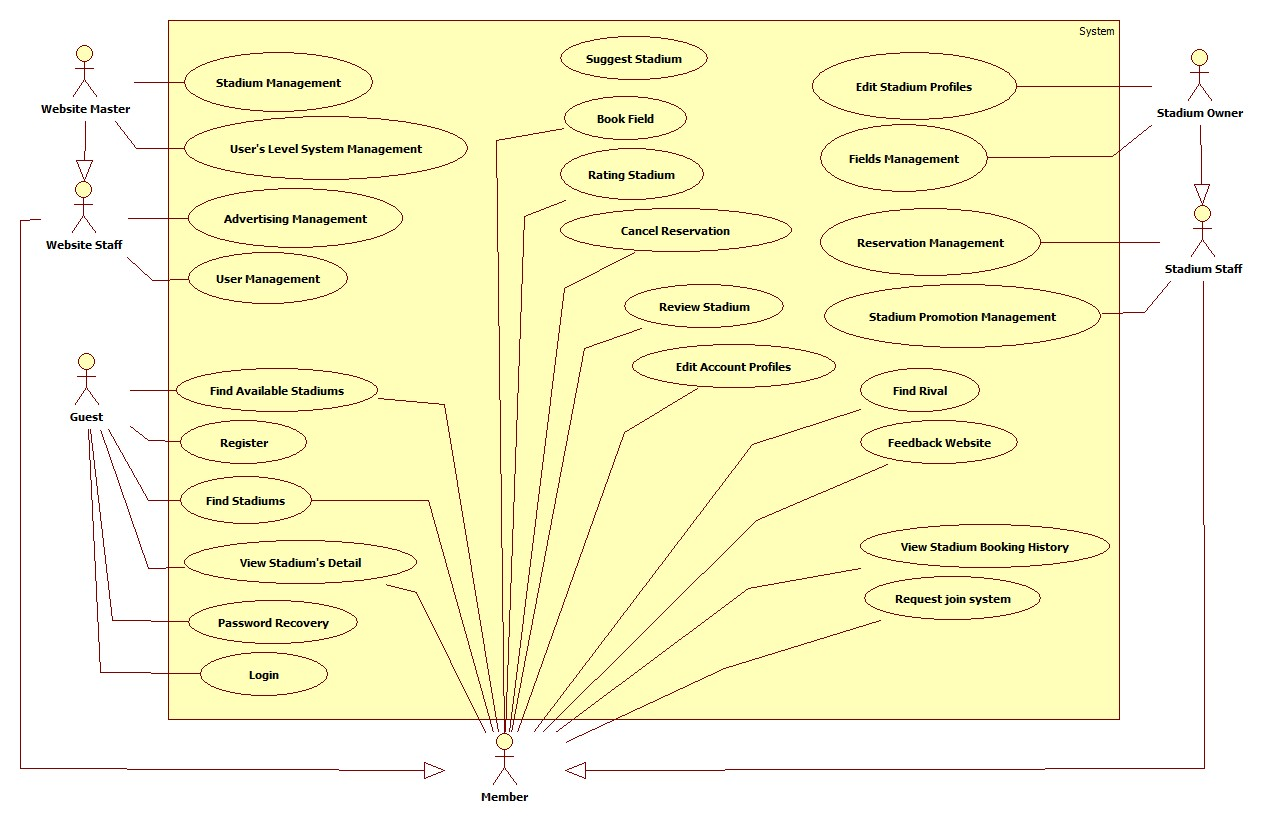 System
Website Master
Stadium Management
User's Level System Management
Website Staff
Advertising Management
User Management
Guest
Find Available Stadiums
Register
Find Stadiums
View Stadium's Detail
Password Recovery
Login
Suggest Stadium
Book Field
Rating Stadium
Cancel Reservation
Review Stadium
Edit Account Profiles
Edit Stadium Profiles
Fields Management
Reservation Management
Stadium Promotion Management
Find Rival
Feedback Website
View Stadium Booking History
Request join system
Stadium Owner
Stadium Staff
Member